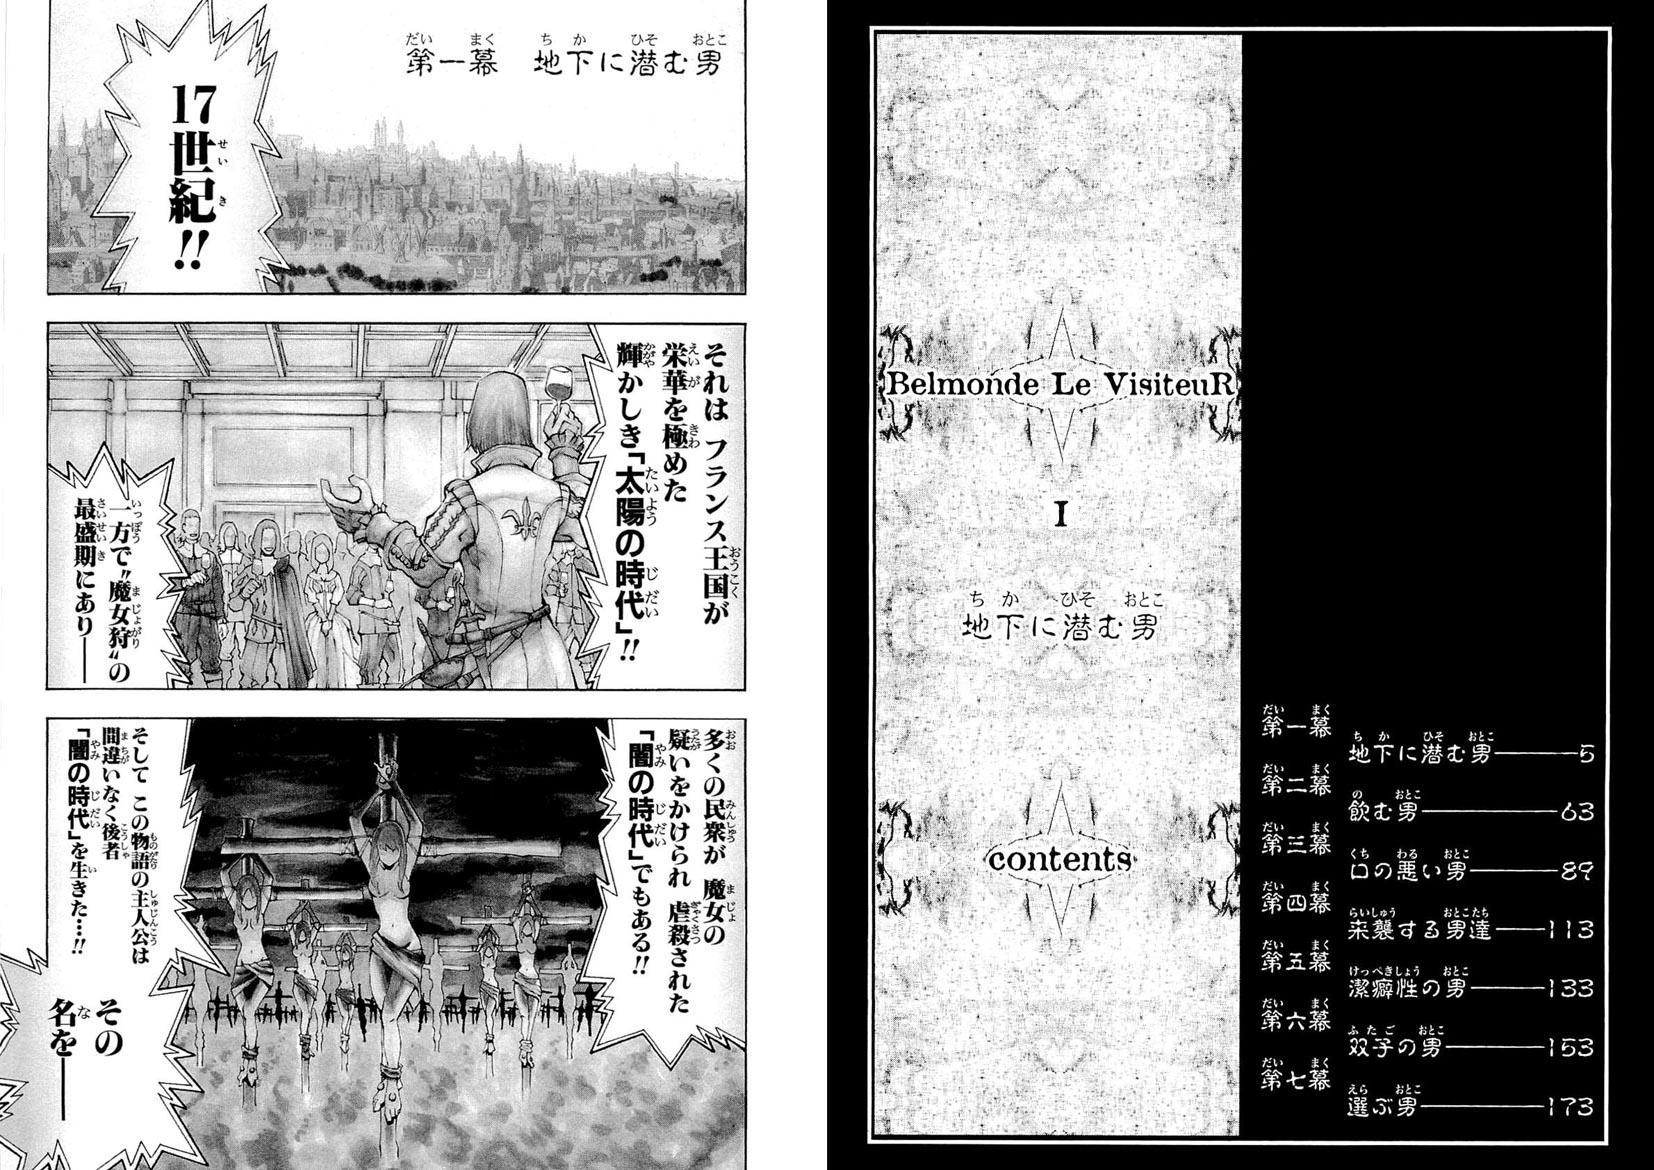 Belmonde Le VisiteuR
I
地下に潜む男
contents
第一幕
地下に潜む男 5
第二幕
飲む男 63
第三幕
口の悪い男 89
第四幕
来襲する男達 113
第五幕
潔癖性の男 133
第六幕
双子の男 153
第七幕
選ぶ男 173
第一幕 地下に潜む男
17世紀!!
それは フランス王国が
栄華を極めた
輝かしき「太陽の時代」!!
一方で〝魔女狩〟の
最盛期にあり――
多くの民衆が 魔女の
疑いをかけられ 虐殺された
「闇の時代」でもある!!
そして この物語の主人公は
間違いなく後者
「闇の時代」を生きた…!!
その
名を――